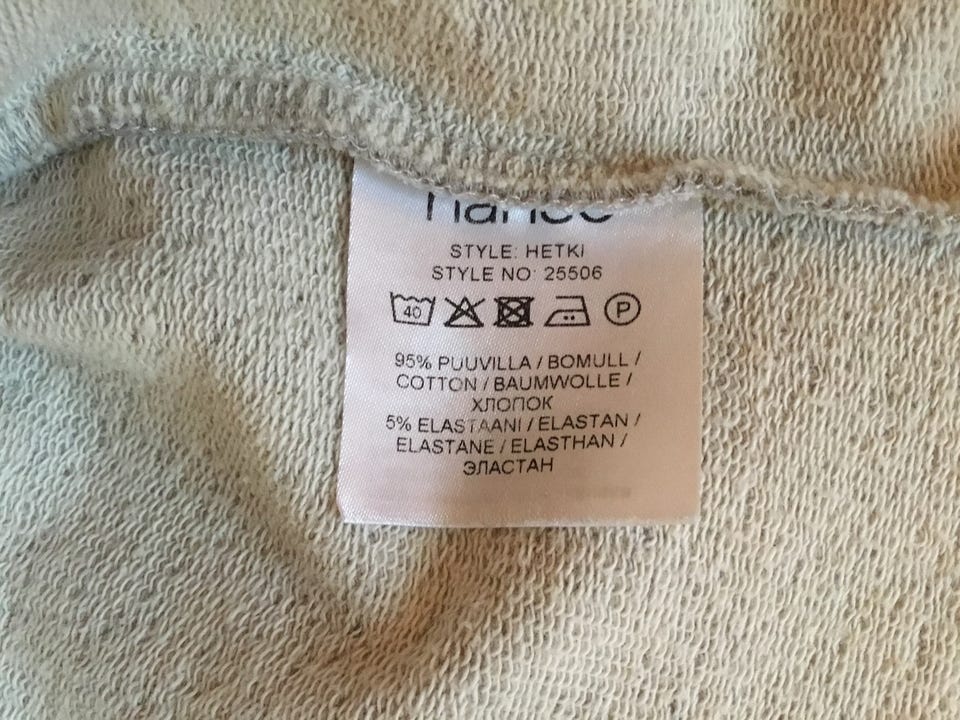 STYLE: HETKI
STYLE NO: 25506
40 P
95% PUUVILLA / BOMULL /
COTTON / BAUMWOLLE /
ХЛОПОК
5% ELASTAANI / ELASTAN /
ELASTANE / ELASTHAN /
ЭЛАСТАН